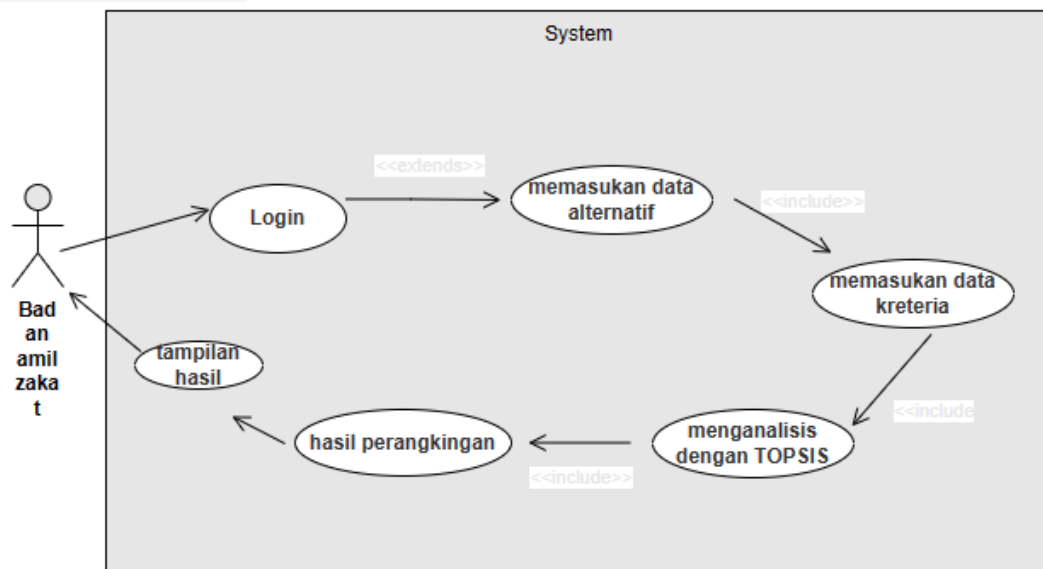 System
<<extends>>
memasukan data
alternatif
<<include>>
Login
memasukan data
kreteria
Bad
an
amil
zaka
t
tampilan
hasil
<<include
hasil perangkingan
menganalisis
dengan TOPSIS
<<include>>